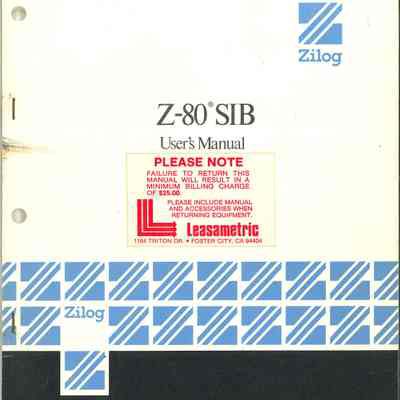 Zilog
Z-80® SIB
User's Manual
PLEASE NOTE
FAILURE TO RETURN THIS
MANUAL WILL RESULT IN A
MINIMUM BILLING CHARGE
OF $25.00.
PLEASE INCLUDE MANUAL
AND ACCESSORIES WHEN
RETURNING EQUIPMENT.
Leasametric
1164 TRITON DR. • FOSTER CITY, CA 94404
Zilog